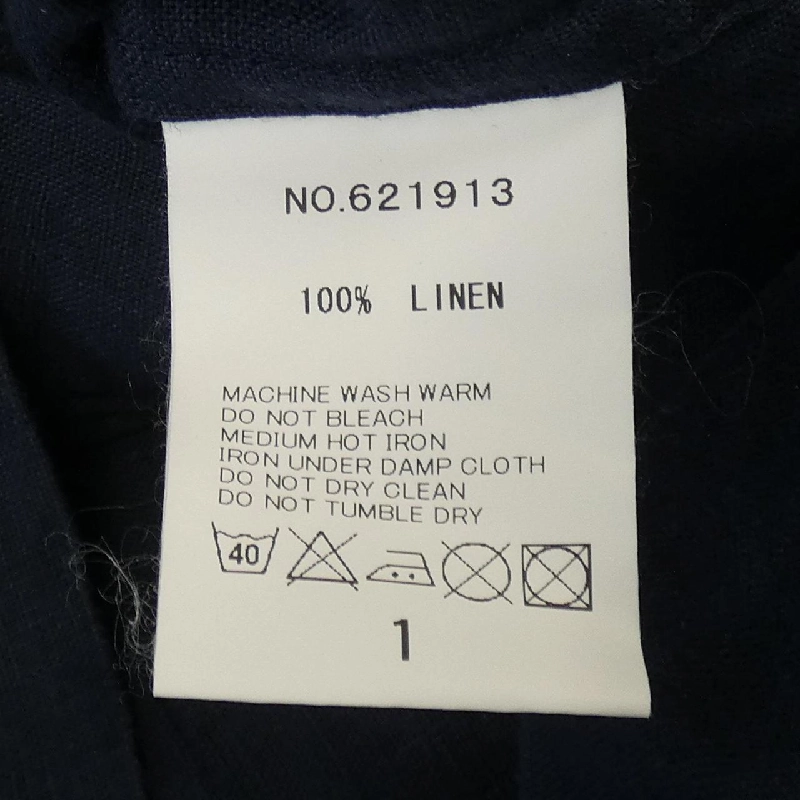 NO.621913
100% LINEN
MACHINE WASH WARM
DO NOT BLEACH
MEDIUM HOT IRON
IRON UNDER DAMP CLOTH
DO NOT DRY CLEAN
DO NOT TUMBLE DRY
40
1